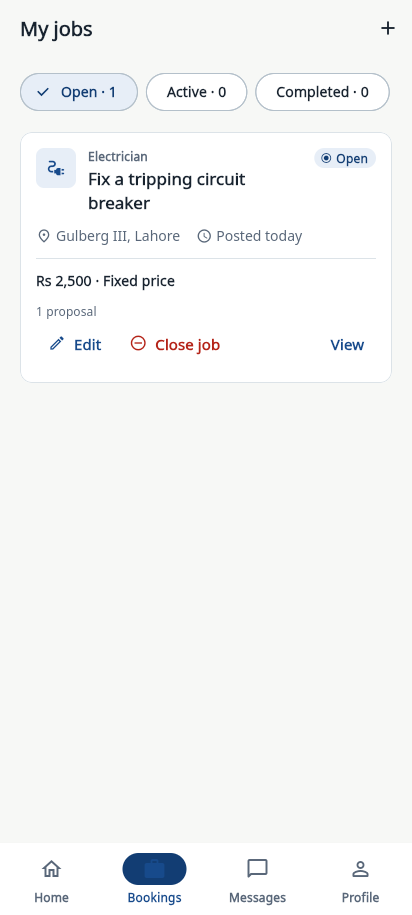 My jobs
Open · 1
Active · 0
Completed · 0
Electrician
Open
Fix a tripping circuit
breaker
Gulberg III, Lahore
Posted today
Rs 2,500 · Fixed price
1 proposal
Edit
Close job
View
Home
Bookings
Messages
Profile